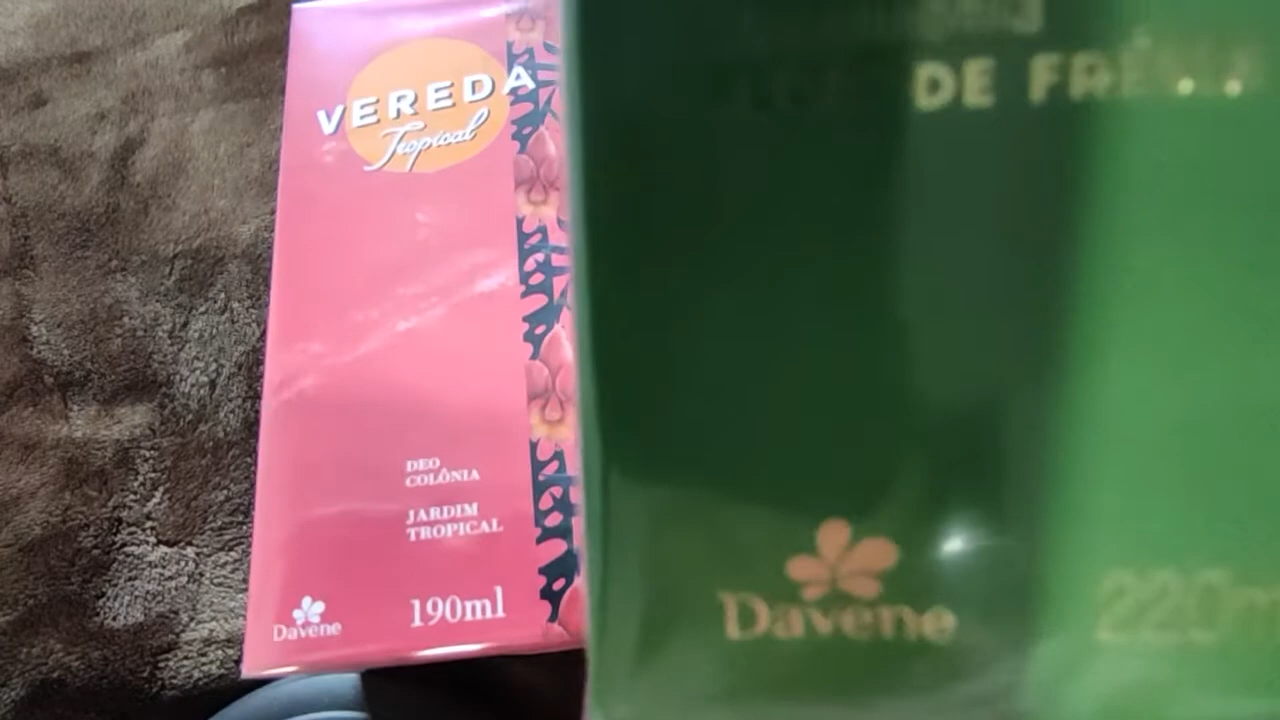 VEREDA
Tropical
DEO
COLÔNIA
JARDIM
TROPICAL
190ml
Davene
DE
Davene